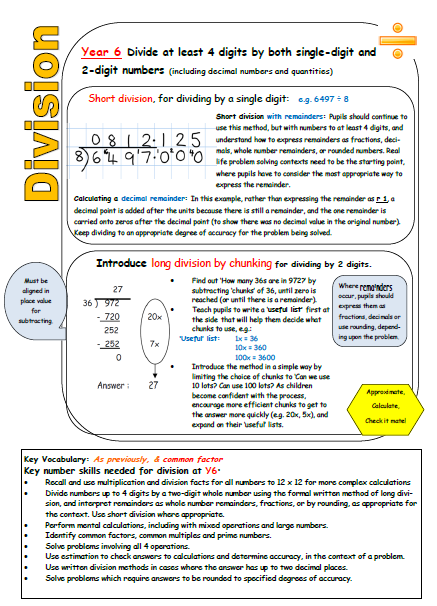 Division
Year 6 Divide at least 4 digits by both single-digit and
2-digit numbers (including decimal numbers and quantities)
Short division, for dividing by a single digit: e.g. 6497 ÷ 8
0 8 1 2 . 1 2 5
8 6 4 9 7 . 0 0 0
Short division with remainders: Pupils should continue to
use this method, but with numbers to at least 4 digits, and
understand how to express remainders as fractions, deci-
mals, whole number remainders, or rounded numbers. Real
life problem solving contexts need to be the starting point,
where pupils have to consider the most appropriate way to
express the remainder.
Calculating a decimal remainder: In this example, rather than expressing the remainder as r 1, a
decimal point is added after the units because there is still a remainder, and the one remainder is
carried onto zeros after the decimal point (to show there was no decimal value in the original number).
Keep dividing to an appropriate degree of accuracy for the problem being solved.
Introduce long division by chunking for dividing by 2 digits.
Must be
aligned in
place value
for
subtracting.
27
36 972
- 720
252
- 252
0
20x
7x
Answer : 27
• Find out 'How many 36s are in 972?' by
subtracting 'chunks' of 36, until zero is
reached (or until there is a remainder).
• Teach pupils to write a 'useful list' first at
the side that will help them decide what
chunks to use, e.g.:
'Useful' list: 1x = 36
10x = 360
100x = 3600
• Introduce the method in a simple way by
limiting the choice of chunks to 'Can we use
10 lots? Can use 100 lots? As children
become confident with the process,
encourage more efficient chunks to get to
the answer more quickly (e.g. 20x, 5x), and
expand on their 'useful' lists.
Where remainders
occur, pupils should
express them as
fractions, decimals or
use rounding, depend-
ing upon the problem.
Approximate,
Calculate,
Check it mate!
Key Vocabulary: As previously, & common factor
Key number skills needed for division at Y6:
• Recall and use multiplication and division facts for all numbers to 12 x 12 for more complex calculations
• Divide numbers up to 4 digits by a two-digit whole number using the formal written method of long divi-
sion, and interpret remainders as whole number remainders, fractions, or by rounding, as appropriate for
the context. Use short division where appropriate.
• Perform mental calculations, including with mixed operations and large numbers.
• Identify common factors, common multiples and prime numbers.
• Solve problems involving all 4 operations.
• Use estimation to check answers to calculations and determine accuracy, in the context of a problem.
• Use written division methods in cases where the answer has up to two decimal places.
• Solve problems which require answers to be rounded to specified degrees of accuracy.